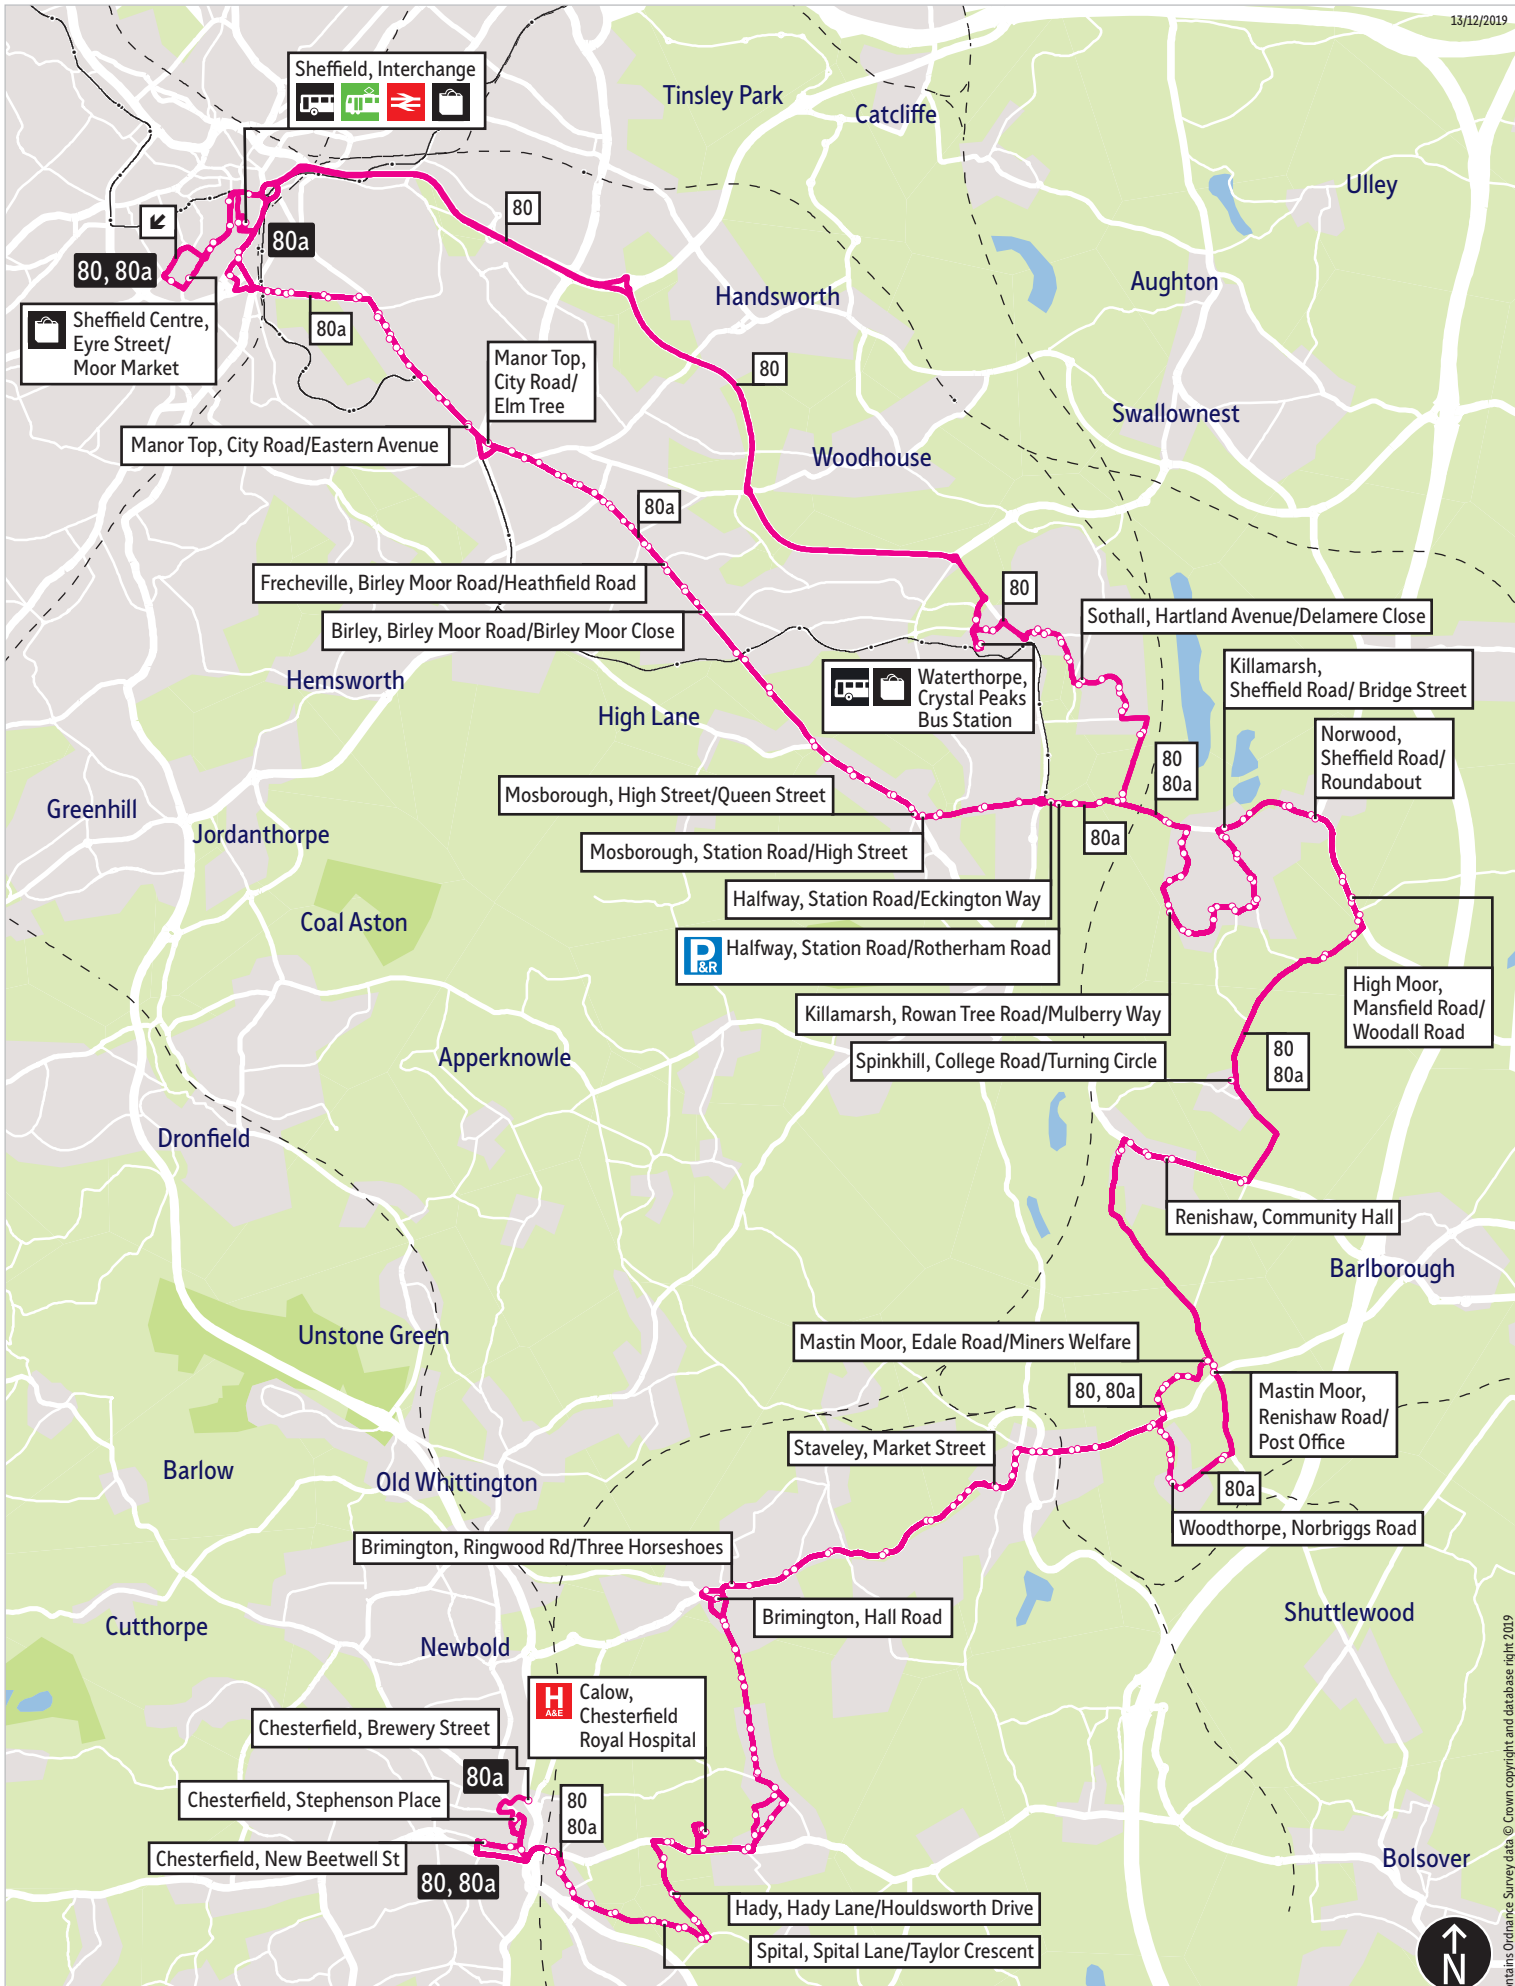 13/12/2019
Sheffield, Interchange
Tinsley Park
Catcliffe
Ulley
80
80a
80, 80a
Handsworth
Aughton
Sheffield Centre,
Eyre Street/
Moor Market
80a
Manor Top,
City Road/
Elm Tree
80
Swallownest
Manor Top, City Road/Eastern Avenue
Woodhouse
80a
Frecheville, Birley Moor Road/Heathfield Road
80
Sothall, Hartland Avenue/Delamere Close
Birley, Birley Moor Road/Birley Moor Close
Hemsworth
Waterthorpe,
Crystal Peaks
Bus Station
Killamarsh,
Sheffield Road/ Bridge Street
High Lane
Norwood,
Sheffield Road/
Roundabout
80
80a
Mosborough, High Street/Queen Street
Greenhill
Jordanthorpe
80a
Mosborough, Station Road/High Street
Halfway, Station Road/Eckington Way
Coal Aston
P&R
Halfway, Station Road/Rotherham Road
High Moor,
Mansfield Road/
Woodall Road
Killamarsh, Rowan Tree Road/Mulberry Way
80
80a
Apperknowle
Spinkhill, College Road/Turning Circle
Dronfield
Renishaw, Community Hall
Barlborough
Unstone Green
Mastin Moor, Edale Road/Miners Welfare
80, 80a
Mastin Moor,
Renishaw Road/
Post Office
Staveley, Market Street
Barlow
Old Whittington
80a
Woodthorpe, Norbriggs Road
Brimington, Ringwood Rd/Three Horseshoes
Brimington, Hall Road
Shuttlewood
Cutthorpe
Newbold
H
A&E
Calow,
Chesterfield
Royal Hospital
Chesterfield, Brewery Street
80a
Chesterfield, Stephenson Place
80
80a
Chesterfield, New Beetwell St
80, 80a
Bolsover
Hady, Hady Lane/Houldsworth Drive
Spital, Spital Lane/Taylor Crescent
N
ntains Ordnance Survey data © Crown copyright and database right 2019